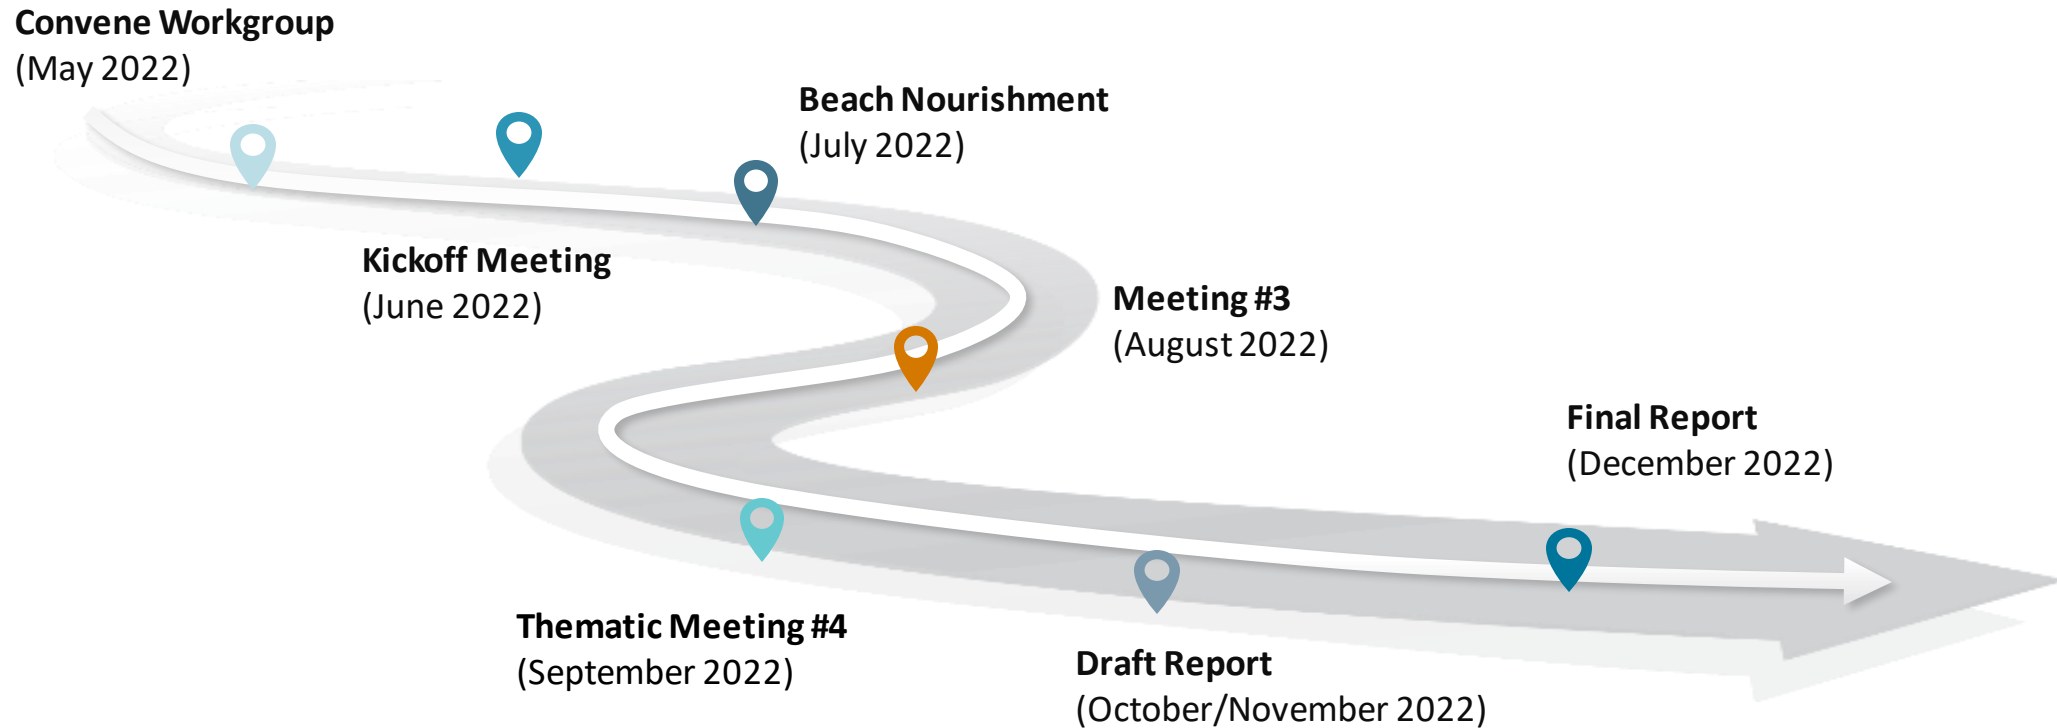 Convene Workgroup
(May 2022)
Kickoff Meeting
(June 2022)
Beach Nourishment
(July 2022)
Meeting #3
(August 2022)
Thematic Meeting #4
(September 2022)
Draft Report
(October/November 2022)
Final Report
(December 2022)